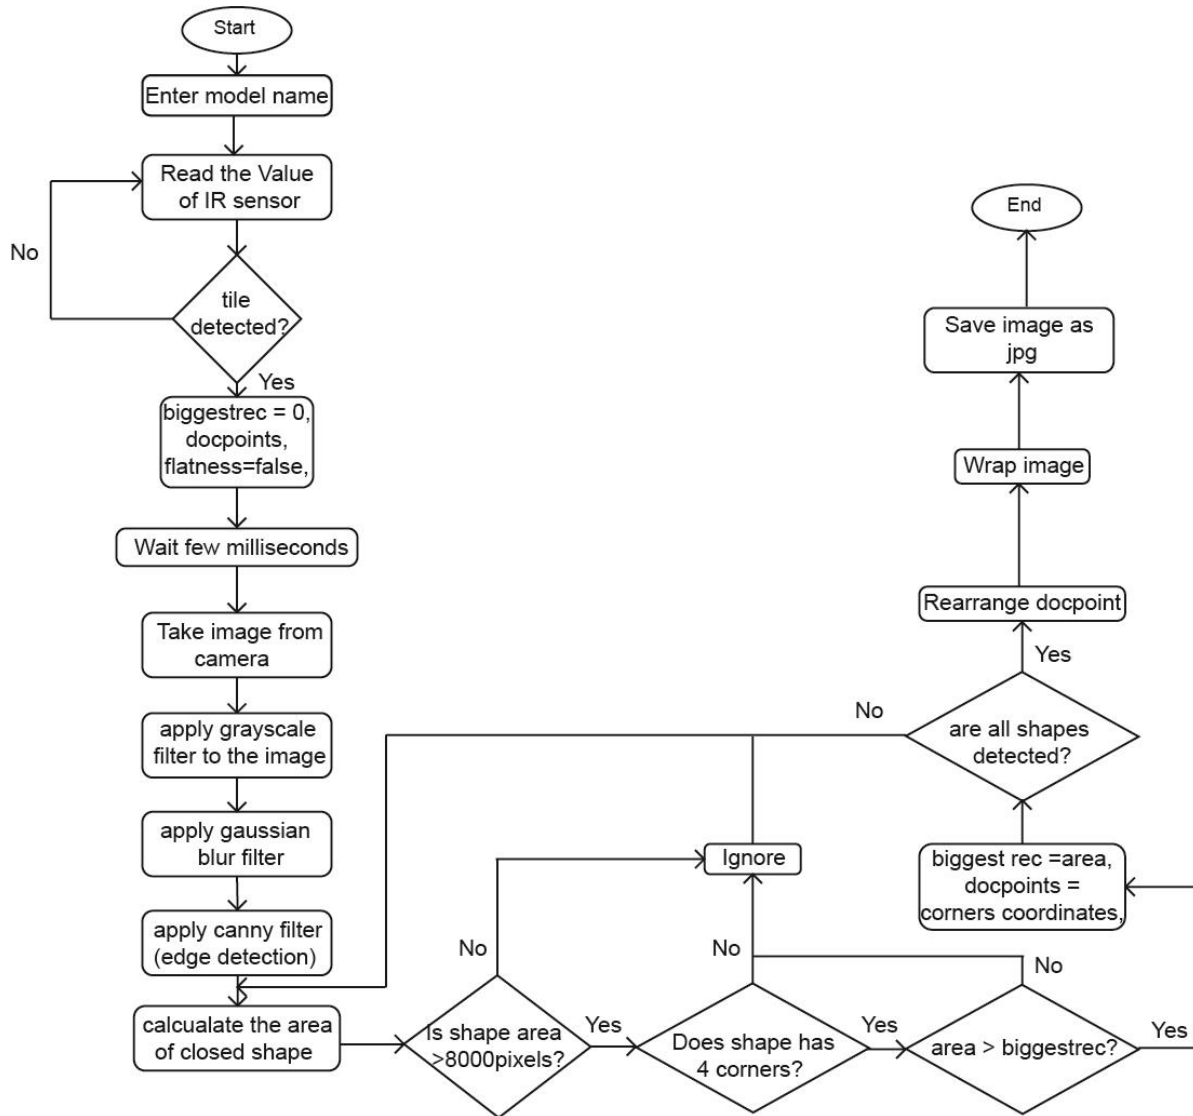 Start
Enter model name
Read the Value
of IR sensor
No
tile
detected?
Yes
biggestrec = 0,
docpoints,
flatness=false,
Wait few milliseconds
Take image from
camera
apply grayscale
filter to the image
apply gaussian
blur filter
apply canny filter
(edge detection)
calcualate the area
of closed shape
Is shape area
>8000pixels?
No
Yes
Does shape has
4 corners?
No
Yes
area > biggestrec?
No
Yes
Ignore
biggest rec =area,
docpoints =
corners coordinates,
are all shapes
detected?
No
Yes
Rearrange docpoint
Wrap image
Save image as
jpg
End